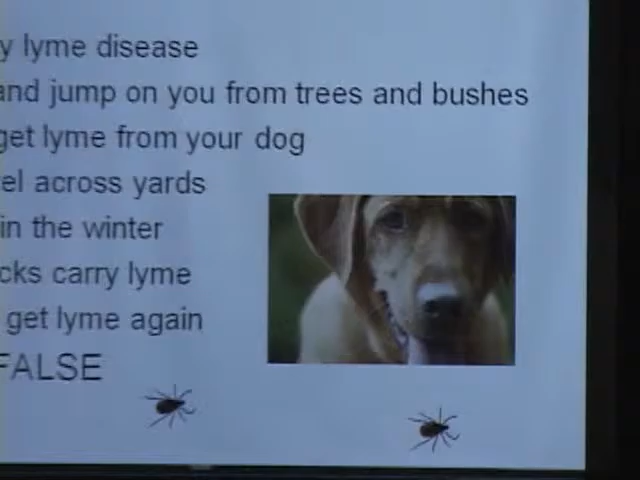 y lyme disease
and jump on you from trees and bushes
get lyme from your dog
el across yards
in the winter
cks carry lyme
get lyme again
FALSE